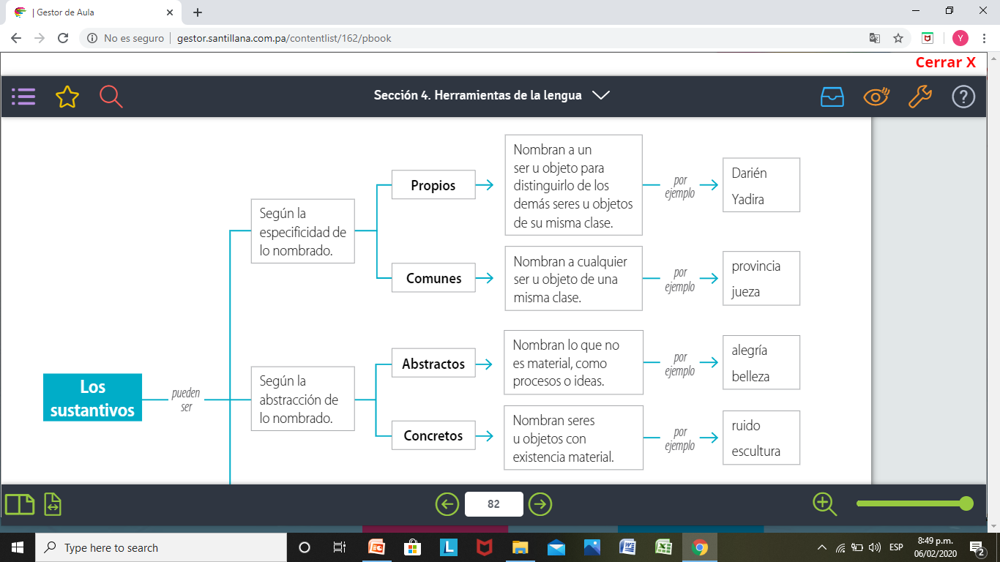 | Gestor de Aula
No es seguro
gestor.santillana.com.pa/contentlist/162/pbook
Y
Cerrar X
Sección 4. Herramientas de la lengua
Los
sustantivos
pueden
ser
Según la
especificidad de
lo nombrado.
Propios
Nombran a un
ser u objeto para
distinguirlo de los
demás seres u objetos
de su misma clase.
por
ejemplo
Darién
Yadira
Comunes
Nombran a cualquier
ser u objeto de una
misma clase.
por
ejemplo
provincia
jueza
Según la
abstracción de
lo nombrado.
Abstractos
Nombran lo que no
es material, como
procesos o ideas.
por
ejemplo
alegría
belleza
Concretos
Nombran seres
u objetos con
existencia material.
por
ejemplo
ruido
escultura
82
Type here to search
L
ESP
8:49 p.m.
06/02/2020
2